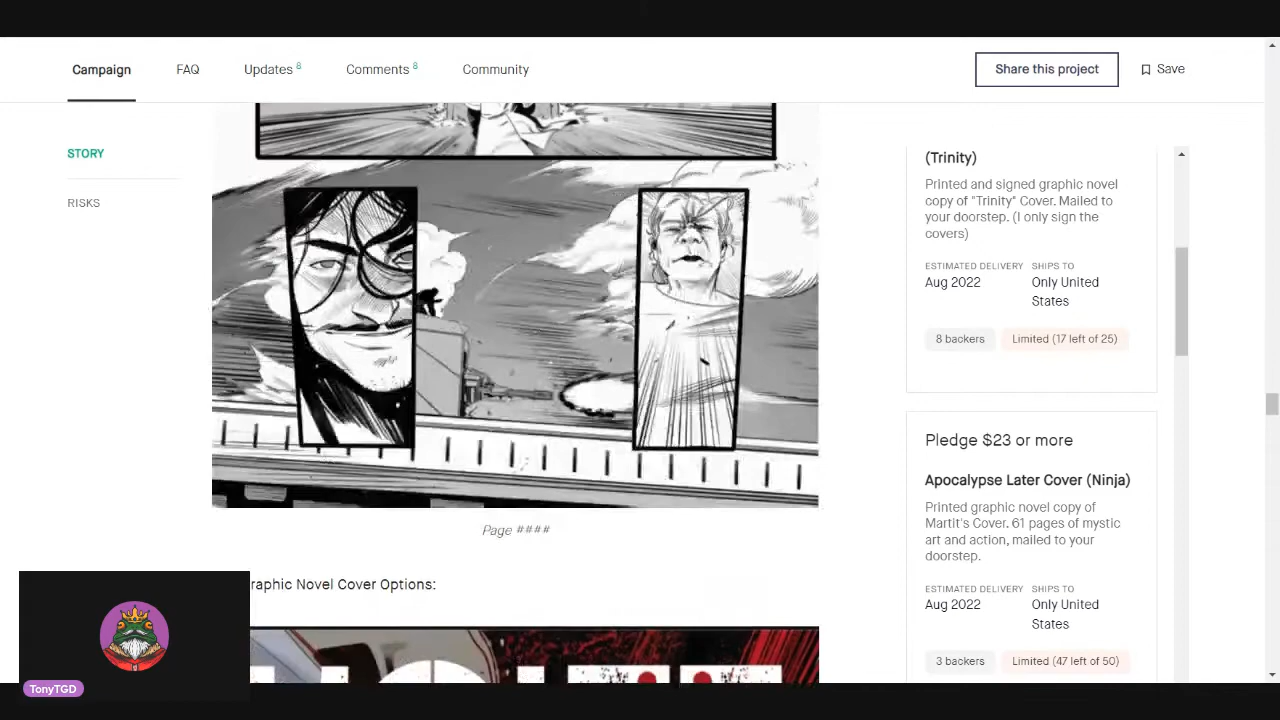 Campaign
FAQ
Updates 8
Comments 8
Community
Share this project
Save
STORY
RISKS
Page ####
raphic Novel Cover Options:
(Trinity)
Printed and signed graphic novel
copy of "Trinity" Cover. Mailed to
your doorstep. (I only sign the
covers)
ESTIMATED DELIVERY
SHIPS TO
Aug 2022
Only United
States
8 backers
Limited (17 left of 25)
Pledge $23 or more
Apocalypse Later Cover (Ninja)
Printed graphic novel copy of
Martit's Cover. 61 pages of mystic
art and action, mailed to your
doorstep.
ESTIMATED DELIVERY
SHIPS TO
Aug 2022
Only United
States
3 backers
Limited (47 left of 50)
TonyTGD